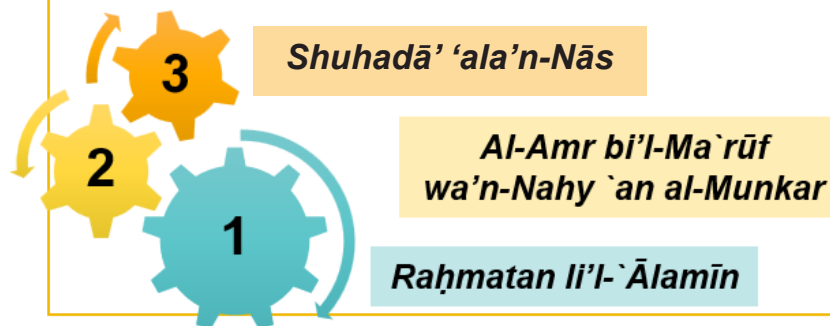 3
Shuhadā’ ‘ala’n-Nās
2
Al-Amr bi’l-Ma`rūf
wa’n-Nahy `an al-Munkar
1
Raḥmatan li’l-`Ālamīn